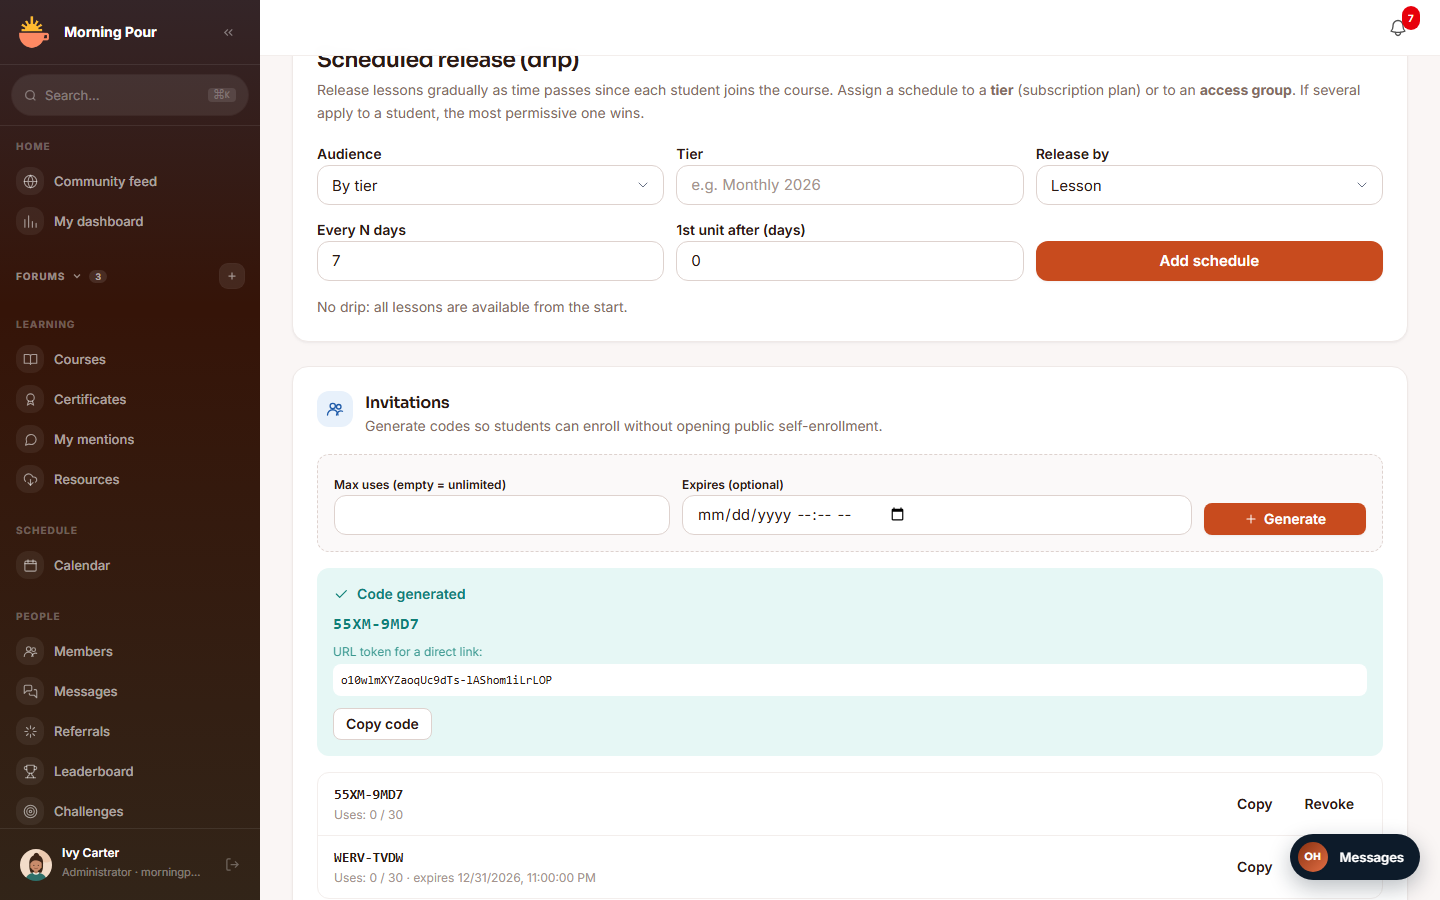 Morning Pour
«
7
Search...
⌘K
Scheduled release (drip)
Release lessons gradually as time passes since each student joins the course. Assign a schedule to a tier (subscription plan) or to an access group. If several
apply to a student, the most permissive one wins.
HOME
Community feed
My dashboard
FORUMS 3 +
LEARNING
Courses
Certificates
My mentions
Resources
SCHEDULE
Calendar
PEOPLE
Members
Messages
Referrals
Leaderboard
Challenges
Ivy Carter
Administrator · morningp...
Audience
By tier
Tier
e.g. Monthly 2026
Release by
Lesson
Every N days
7
1st unit after (days)
0
Add schedule
No drip: all lessons are available from the start.
Invitations
Generate codes so students can enroll without opening public self-enrollment.
Max uses (empty = unlimited)
Expires (optional)
mm/dd/yyyy --:-- --
+ Generate
Code generated
55XM-9MD7
URL token for a direct link:
o10wlmXYZaoqUc9dTs-lAShom1iLrLOP
Copy code
55XM-9MD7
Uses: 0 / 30
Copy
Revoke
WERV-TVDW
Uses: 0 / 30 · expires 12/31/2026, 11:00:00 PM
Copy
OH Messages